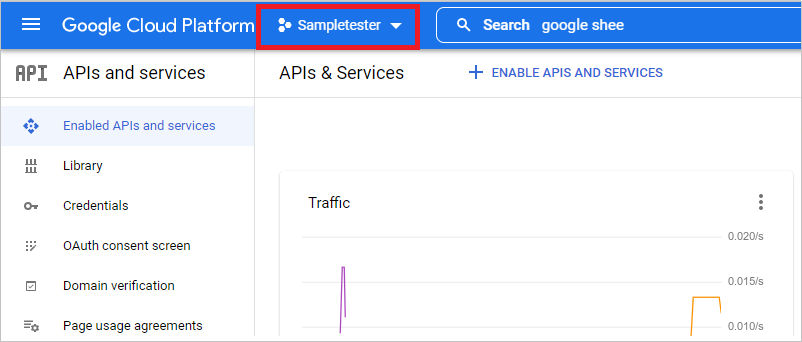 Google Cloud Platform
Sampletester
Search google shee
API APIs and services
APIs & Services
ENABLE APIS AND SERVICES
Enabled APIs and services
Library
Credentials
OAuth consent screen
Domain verification
Page usage agreements
Traffic
0.020/s
0.015/s
0.010/s